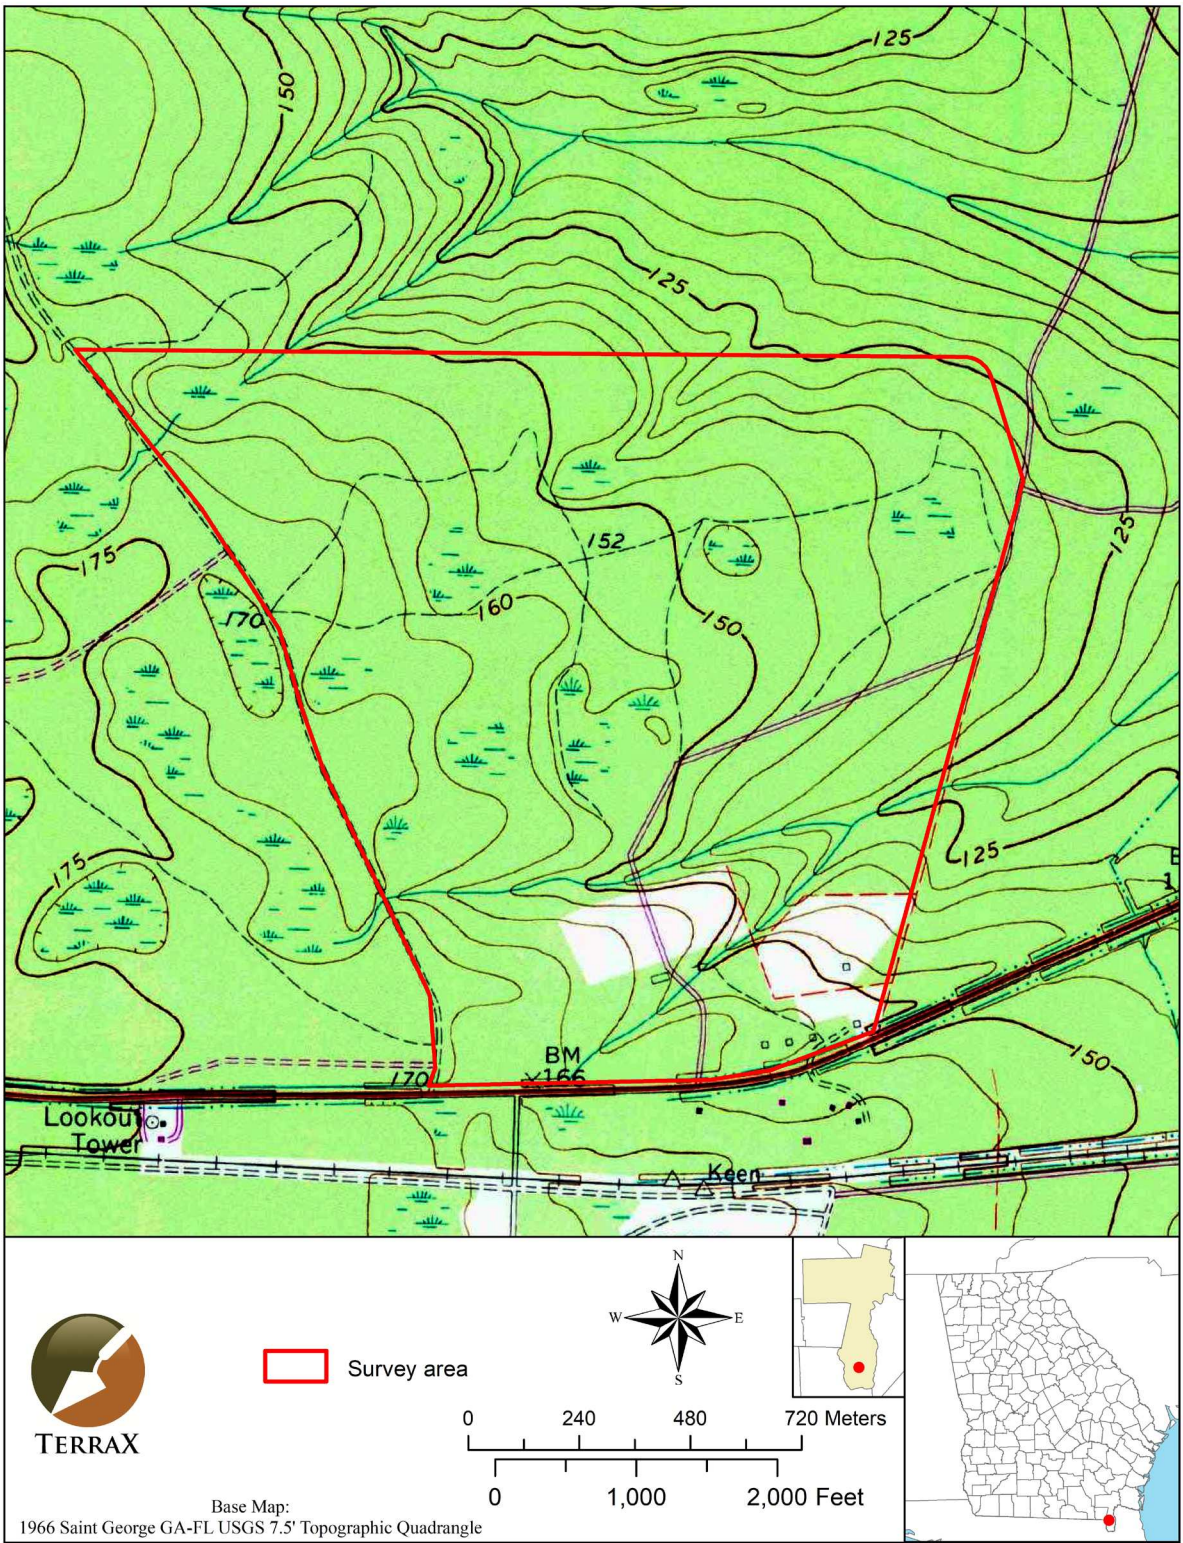 125
150
125
152
160
170
150
175
125
175
125
BM
×166
170
150
Lookout
Tower
Keen
N
W
E
S
Survey area
0 240 480 720 Meters
0 1,000 2,000 Feet
TERRAX
Base Map:
1966 Saint George GA-FL USGS 7.5' Topographic Quadrangle